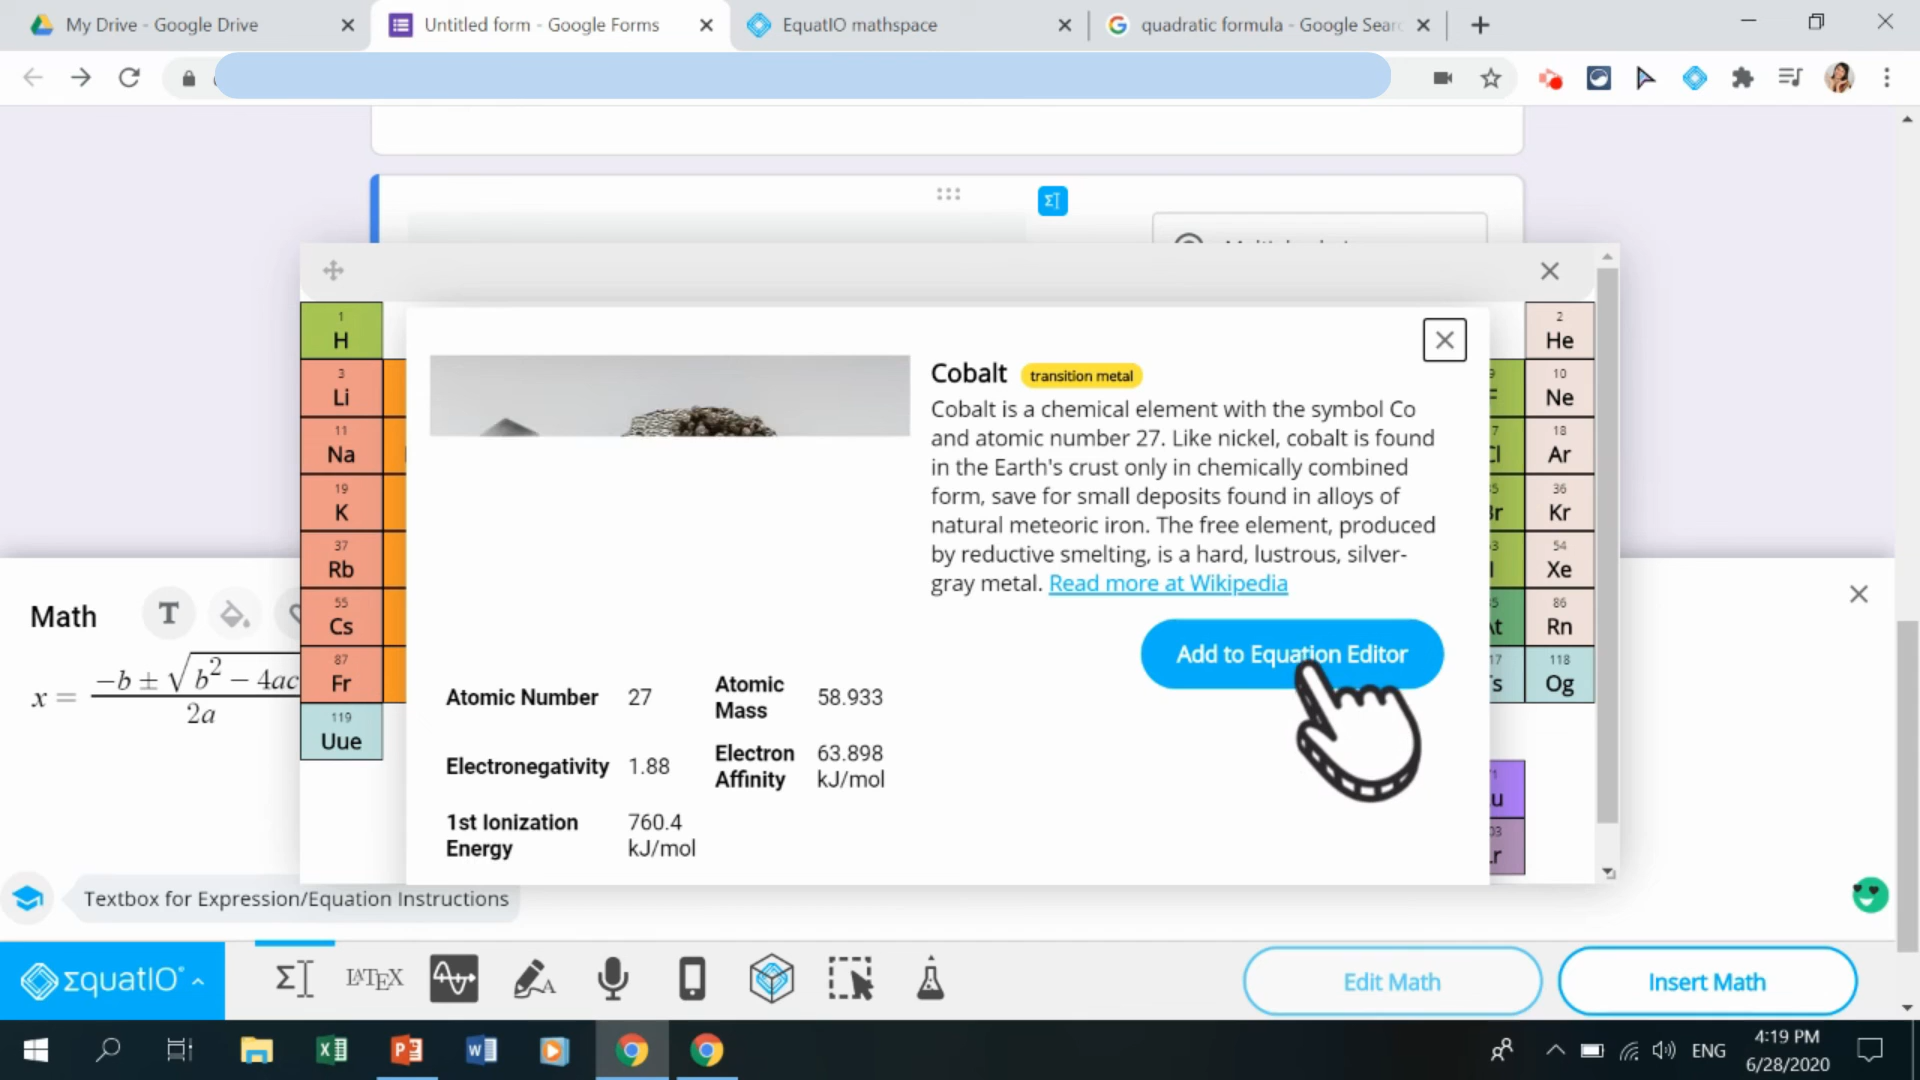 My Drive - Google Drive
Untitled form - Google Forms
EquatIO mathspace
quadratic formula - Google Sear
1
H
2
He
3
Li
10
Ne
11
Na
18
Ar
19
K
36
Kr
37
Rb
54
Xe
55
Cs
86
Rn
87
Fr
118
Og
119
Uue
Cobalt transition metal
Cobalt is a chemical element with the symbol Co
and atomic number 27. Like nickel, cobalt is found
in the Earth's crust only in chemically combined
form, save for small deposits found in alloys of
natural meteoric iron. The free element, produced
by reductive smelting, is a hard, lustrous, silver-
gray metal. Read more at Wikipedia
Add to Equation Editor
Atomic Number 27
Atomic Mass 58.933
Electronegativity 1.88
Electron Affinity 63.898 kJ/mol
1st Ionization Energy 760.4 kJ/mol
Math T
x = −b ± √b² − 4ac
2a
Textbox for Expression/Equation Instructions
ΣquatIO
ΣI LATEX
Edit Math
Insert Math
ENG
4:19 PM
6/28/2020